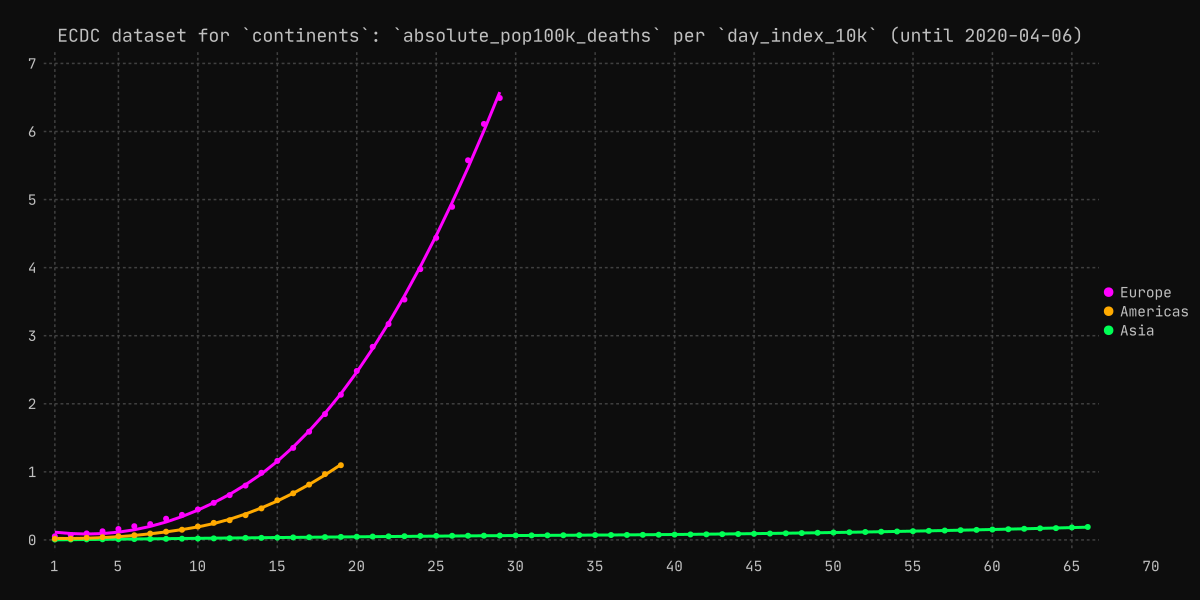 ECDC dataset for `continents`: `absolute_pop100k_deaths` per `day_index_10k` (until 2020-04-06)
7
6
5
4
3
2
1
0
1 5 10 15 20 25 30 35 40 45 50 55 60 65 70
Europe
Americas
Asia